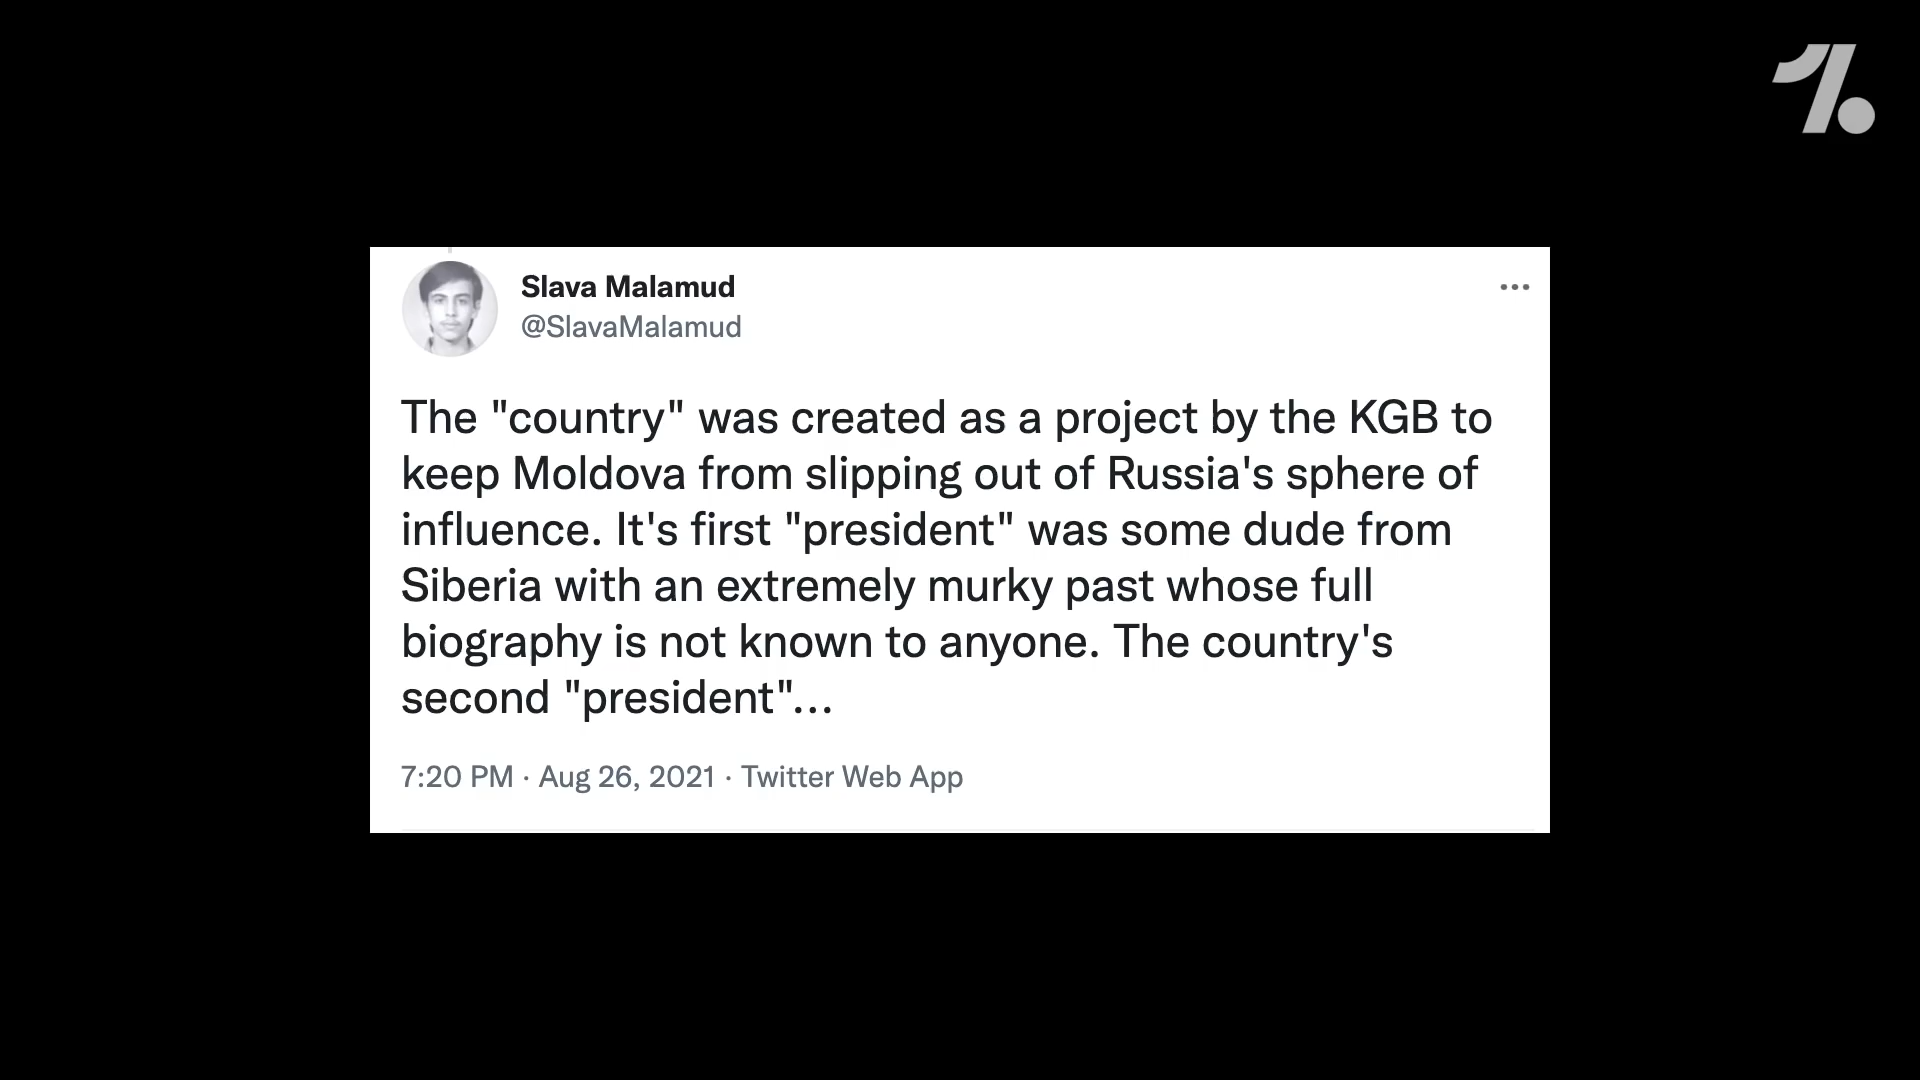 Slava Malamud
@SlavaMalamud
The "country" was created as a project by the KGB to
keep Moldova from slipping out of Russia's sphere of
influence. It's first "president" was some dude from
Siberia with an extremely murky past whose full
biography is not known to anyone. The country's
second "president"...
7:20 PM · Aug 26, 2021 · Twitter Web App